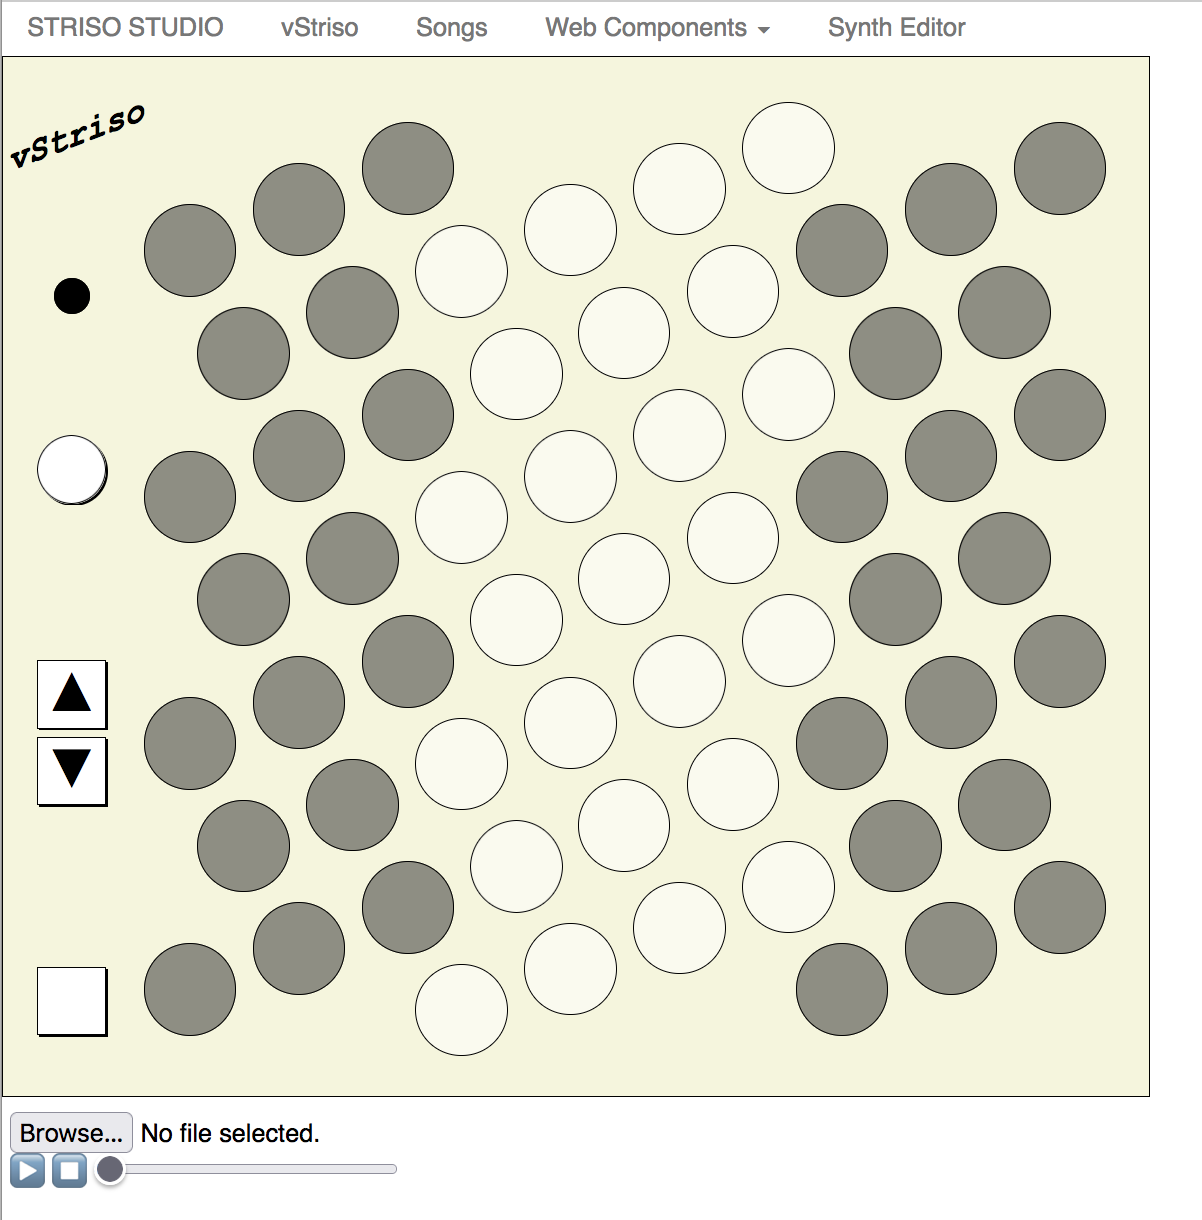 STRISO STUDIO vStriso Songs Web Components Synth Editor
vStriso
Browse... No file selected.